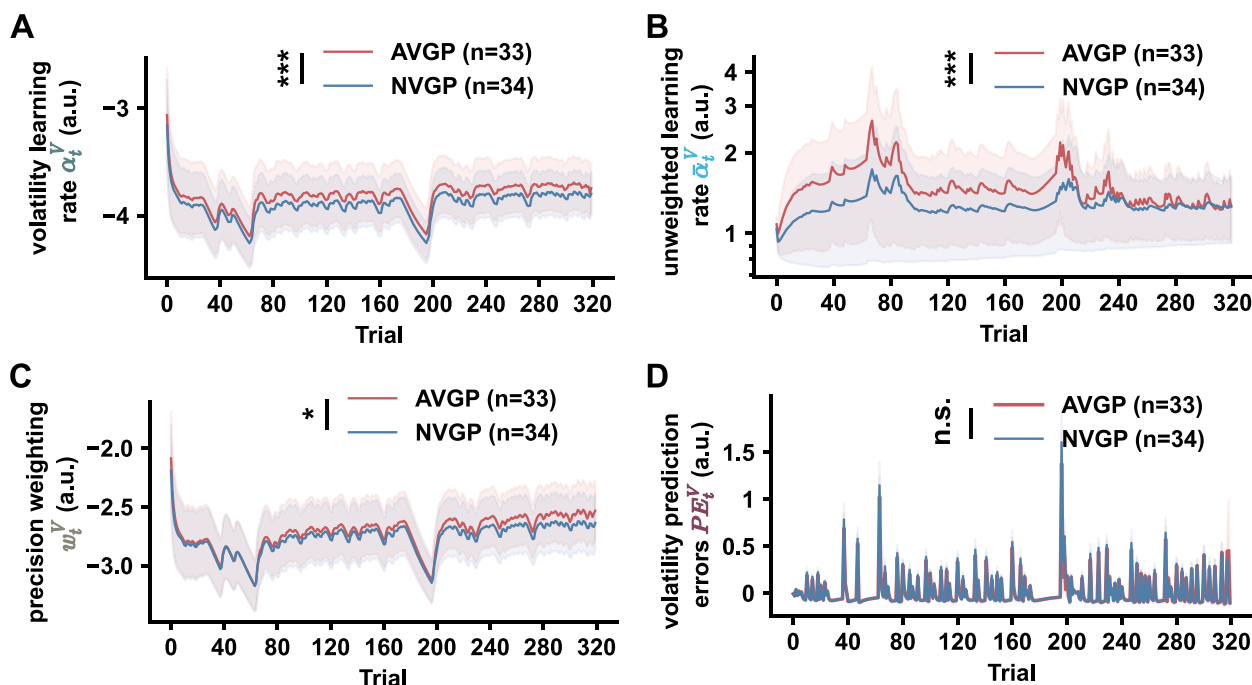 A
volatility learning
rate α_t^V (a.u.)
***
AVGP (n=33)
NVGP (n=34)
−3
−4
0 40 80 120 160 200 240 280 320
Trial
B
unweighted learning
rate ᾱ_t^V (a.u.)
***
AVGP (n=33)
NVGP (n=34)
4
3
2
1
0 40 80 120 160 200 240 280 320
Trial
C
precision weighting
w_t^V (a.u.)
*
AVGP (n=33)
NVGP (n=34)
−2.0
−2.5
−3.0
0 40 80 120 160 200 240 280 320
Trial
D
volatility prediction
errors PE_t^V (a.u.)
n.s.
AVGP (n=33)
NVGP (n=34)
1.5
1
0.5
0
0 40 80 120 160 200 240 280 320
Trial